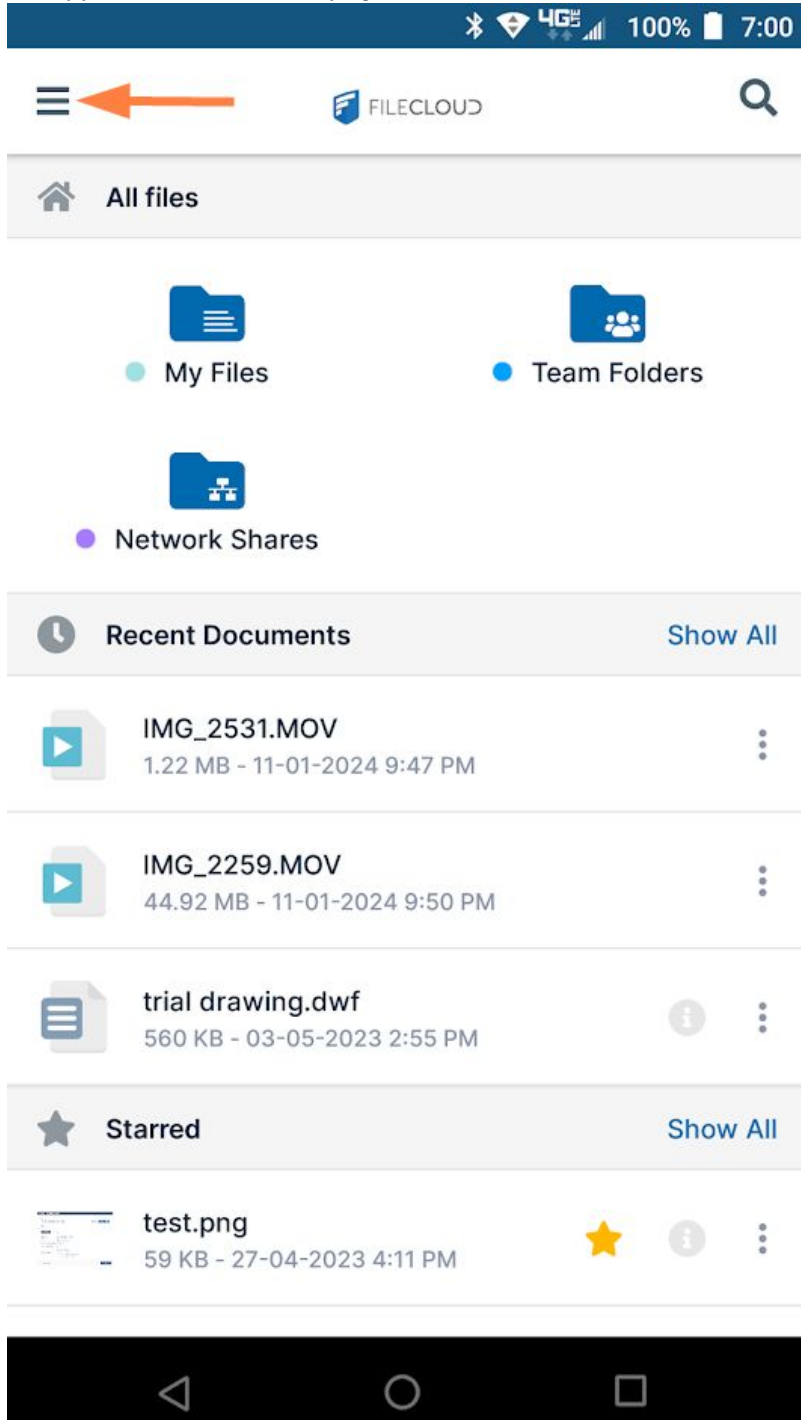 4G LTE 100% 7:00
FILECLOUD
All files
My Files
Team Folders
Network Shares
Recent Documents Show All
IMG_2531.MOV
1.22 MB - 11-01-2024 9:47 PM
IMG_2259.MOV
44.92 MB - 11-01-2024 9:50 PM
trial drawing.dwf
560 KB - 03-05-2023 2:55 PM
Starred Show All
test.png
59 KB - 27-04-2023 4:11 PM